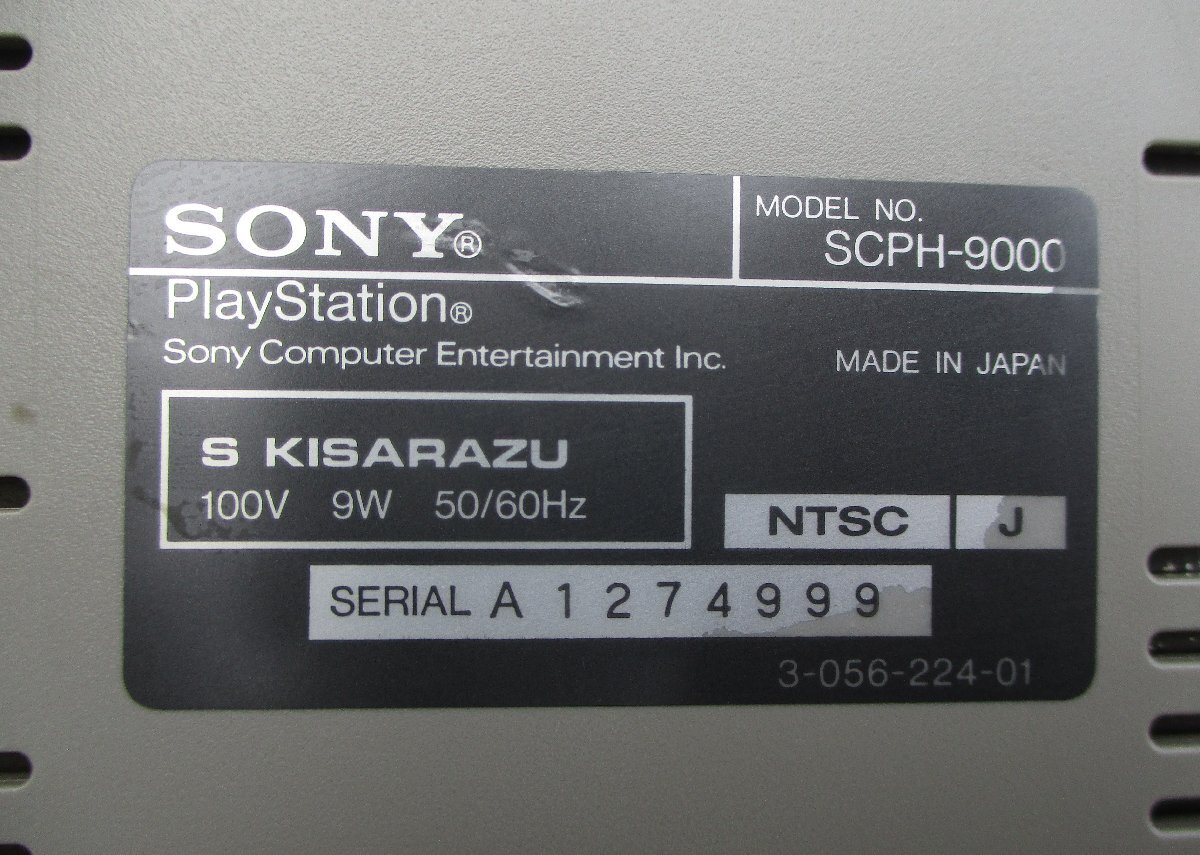 SONY®
MODEL NO.
SCPH-9000
PlayStation®
Sony Computer Entertainment Inc.
MADE IN JAPAN
S KISARAZU
100V 9W 50/60Hz
NTSC J
SERIAL A 1 2 7 4 9 9 9
3-056-224-01